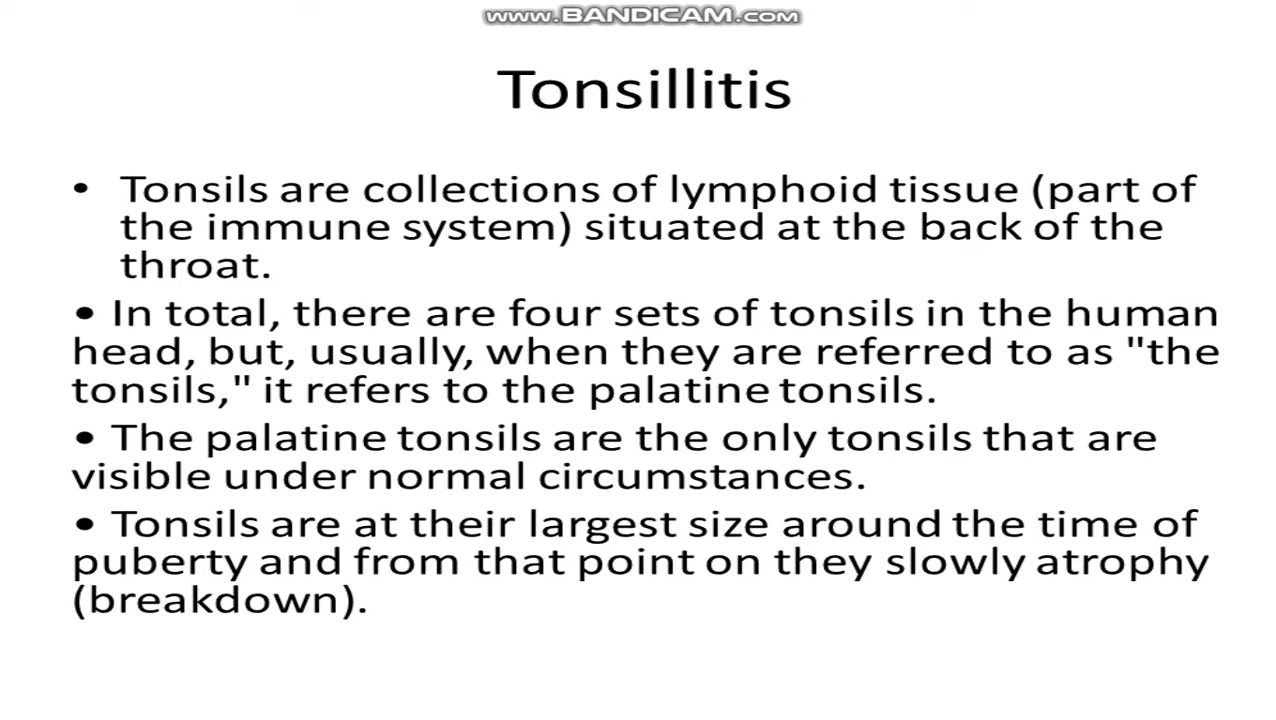 www.BANDICAM.com
Tonsillitis
• Tonsils are collections of lymphoid tissue (part of
the immune system) situated at the back of the
throat.
• In total, there are four sets of tonsils in the human
head, but, usually, when they are referred to as "the
tonsils," it refers to the palatine tonsils.
• The palatine tonsils are the only tonsils that are
visible under normal circumstances.
• Tonsils are at their largest size around the time of
puberty and from that point on they slowly atrophy
(breakdown).